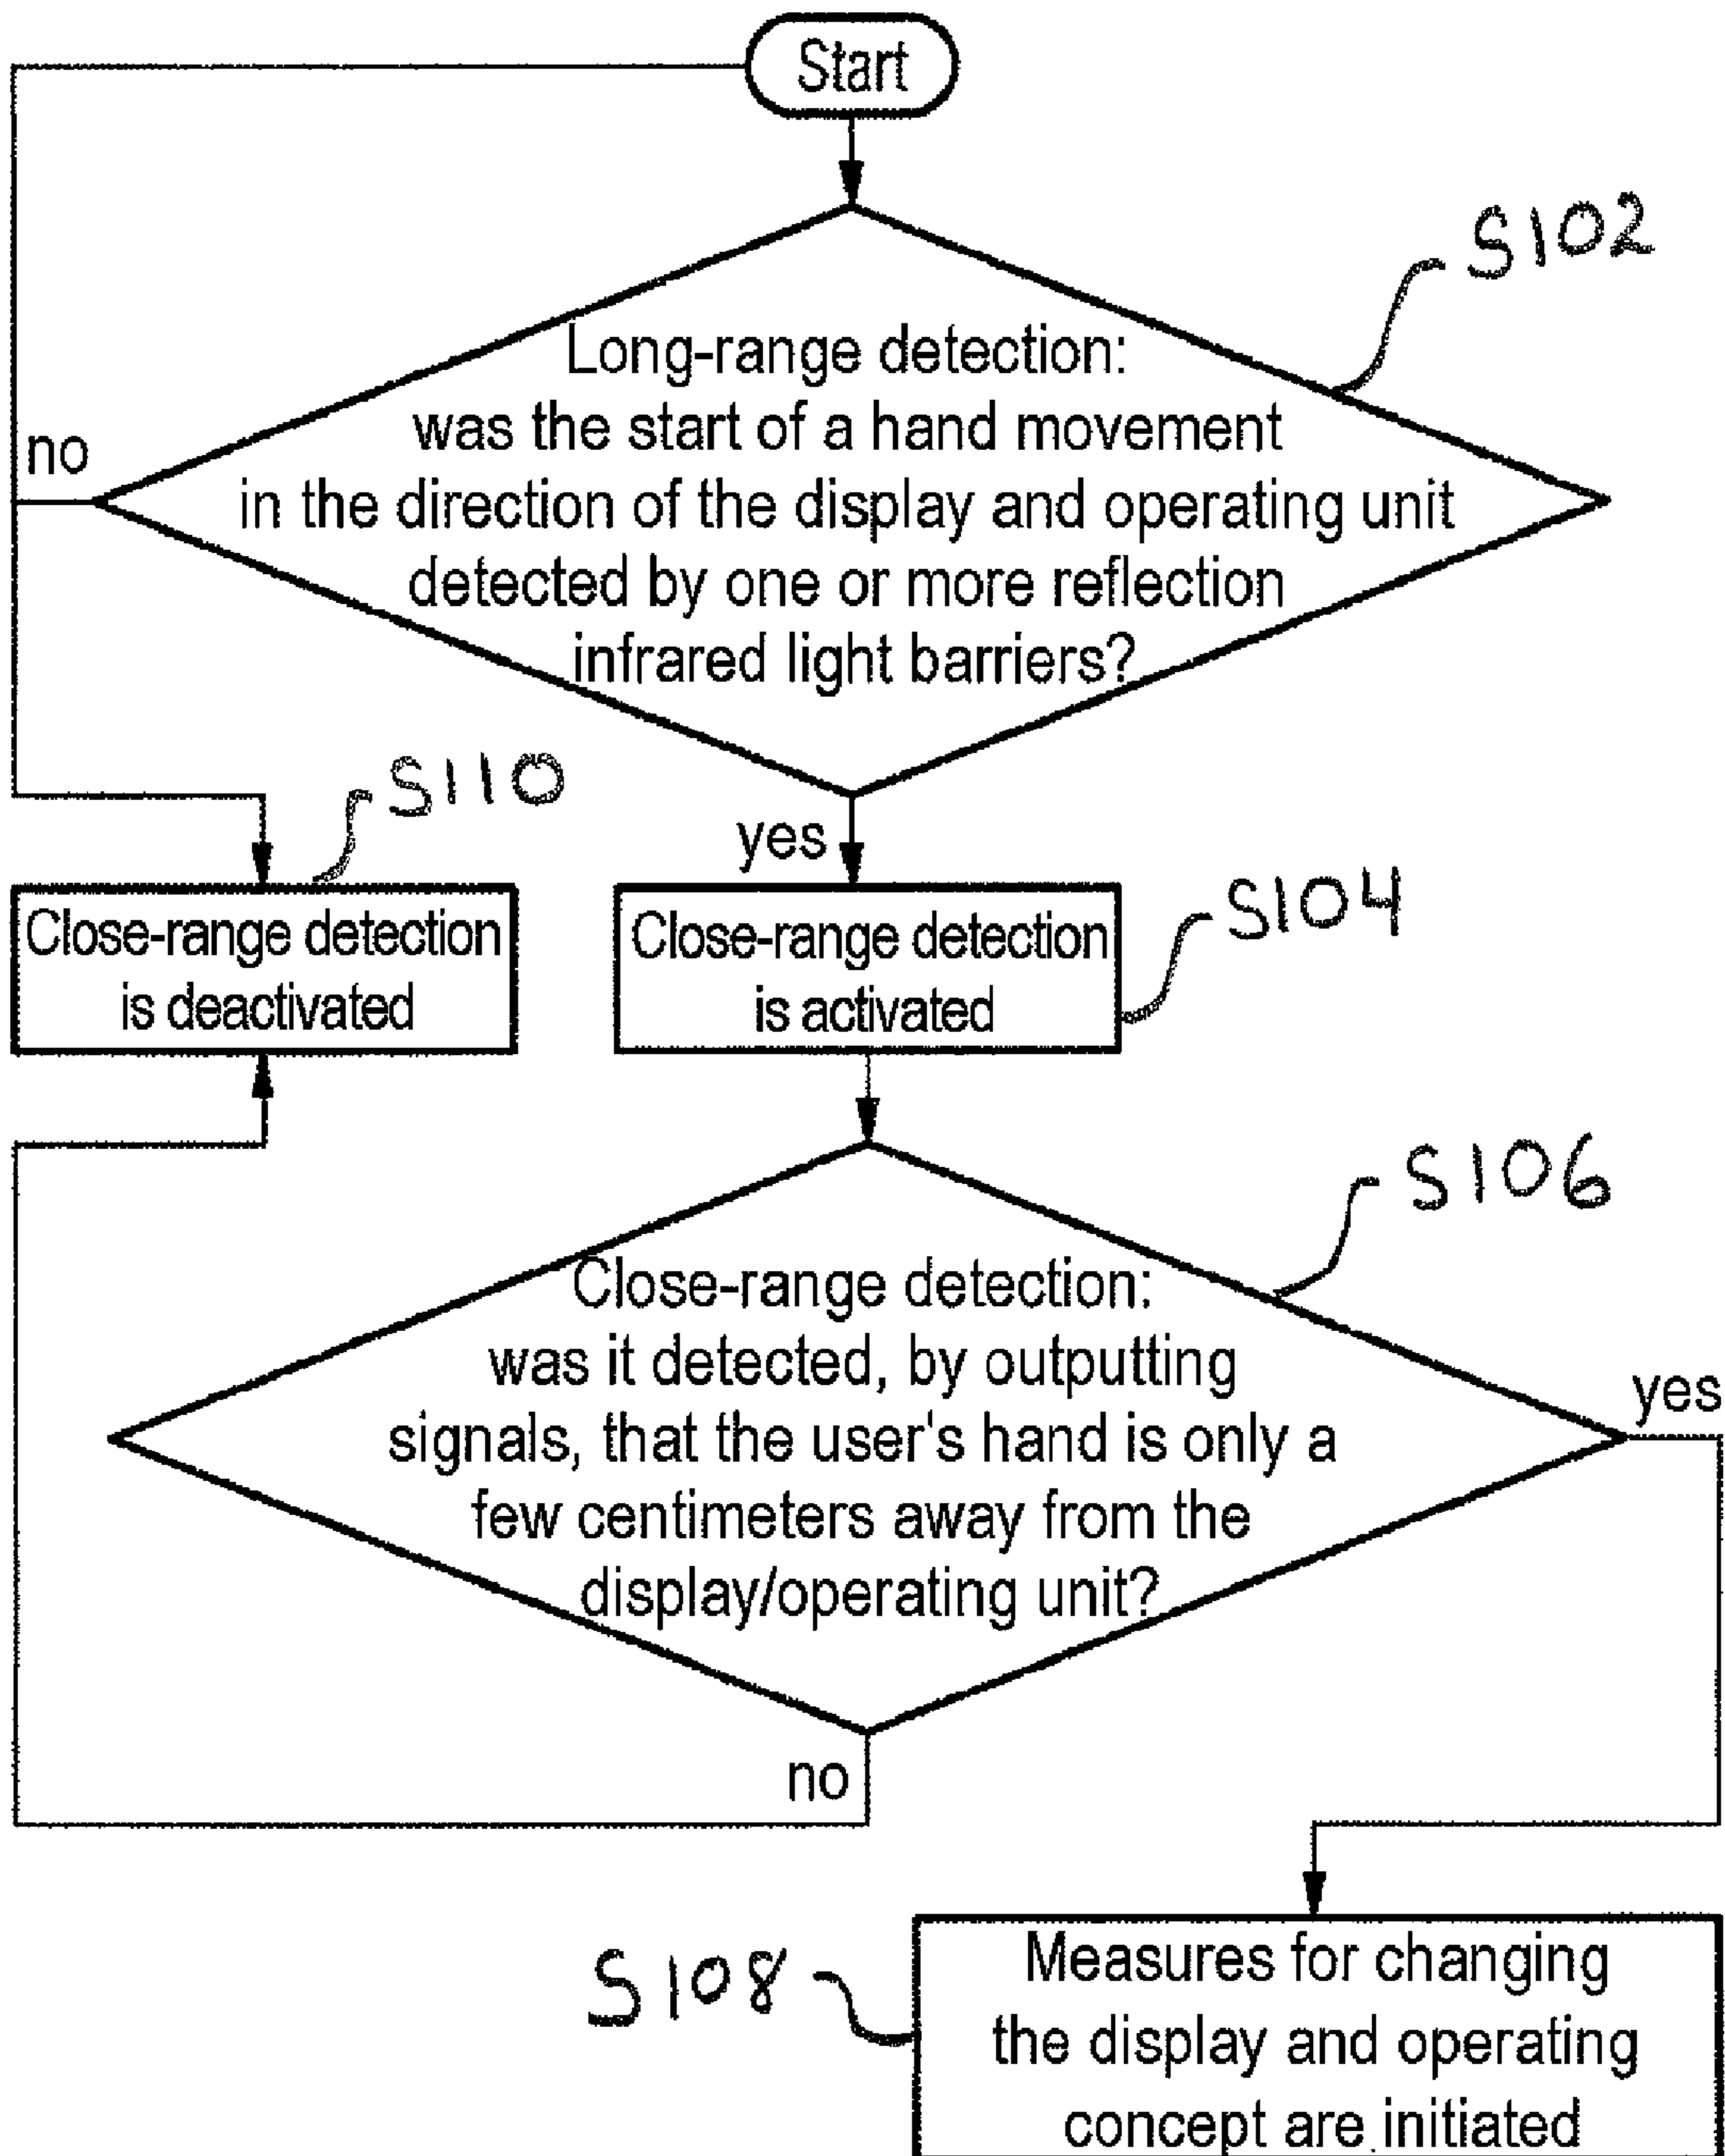 Start
S102
Long-range detection:
was the start of a hand movement
in the direction of the display and operating unit
detected by one or more reflection
infrared light barriers?
no
yes
S110
Close-range detection
is deactivated
S104
Close-range detection
is activated
S106
Close-range detection:
was it detected, by outputting
signals, that the user's hand is only a
few centimeters away from the
display/operating unit?
yes
no
S108
Measures for changing
the display and operating
concept are initiated